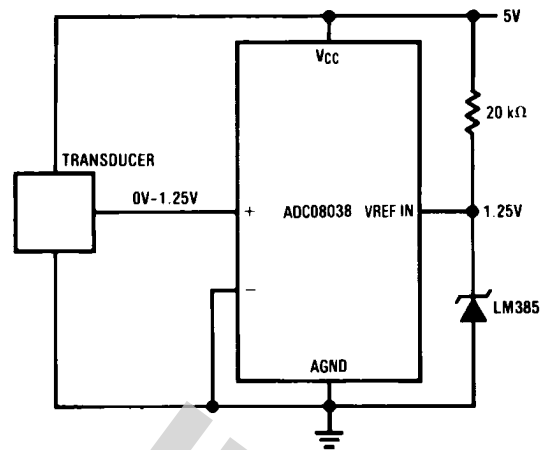 5V
VCC
20 kΩ
TRANSDUCER
0V-1.25V
+
ADC08038
VREF IN
1.25V
−
LM385
AGND